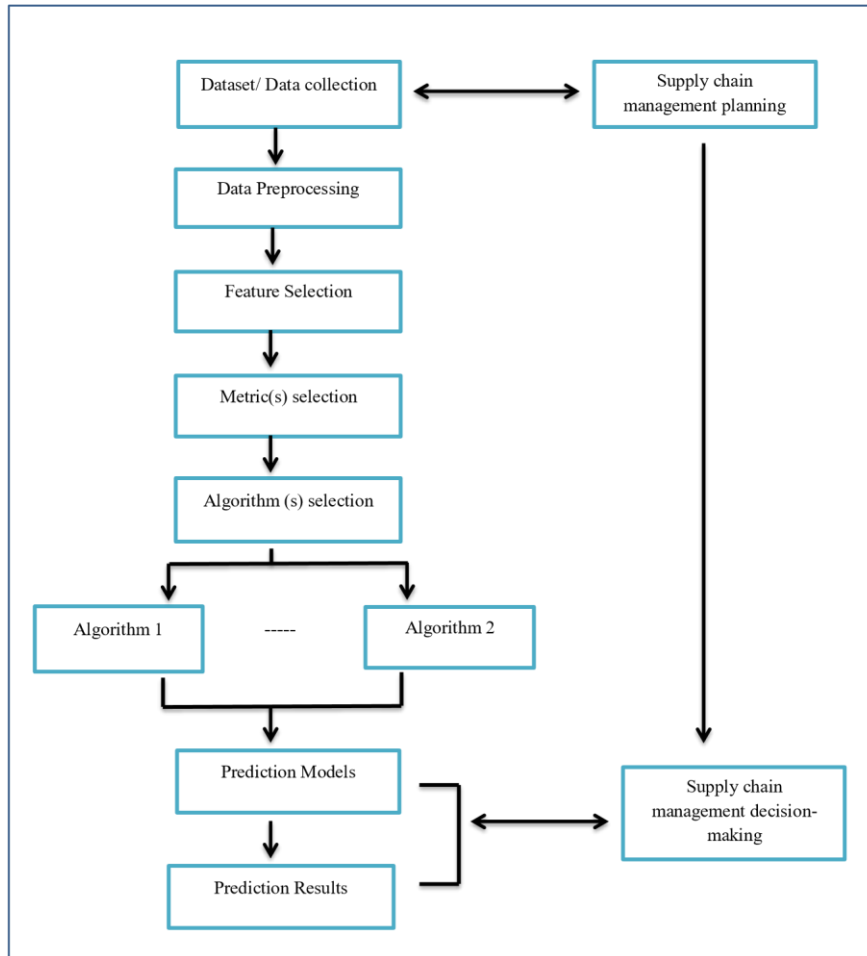 Dataset/ Data collection
Supply chain
management planning
Data Preprocessing
Feature Selection
Metric(s) selection
Algorithm (s) selection
Algorithm 1
-----
Algorithm 2
Prediction Models
Supply chain
management decision-
making
Prediction Results